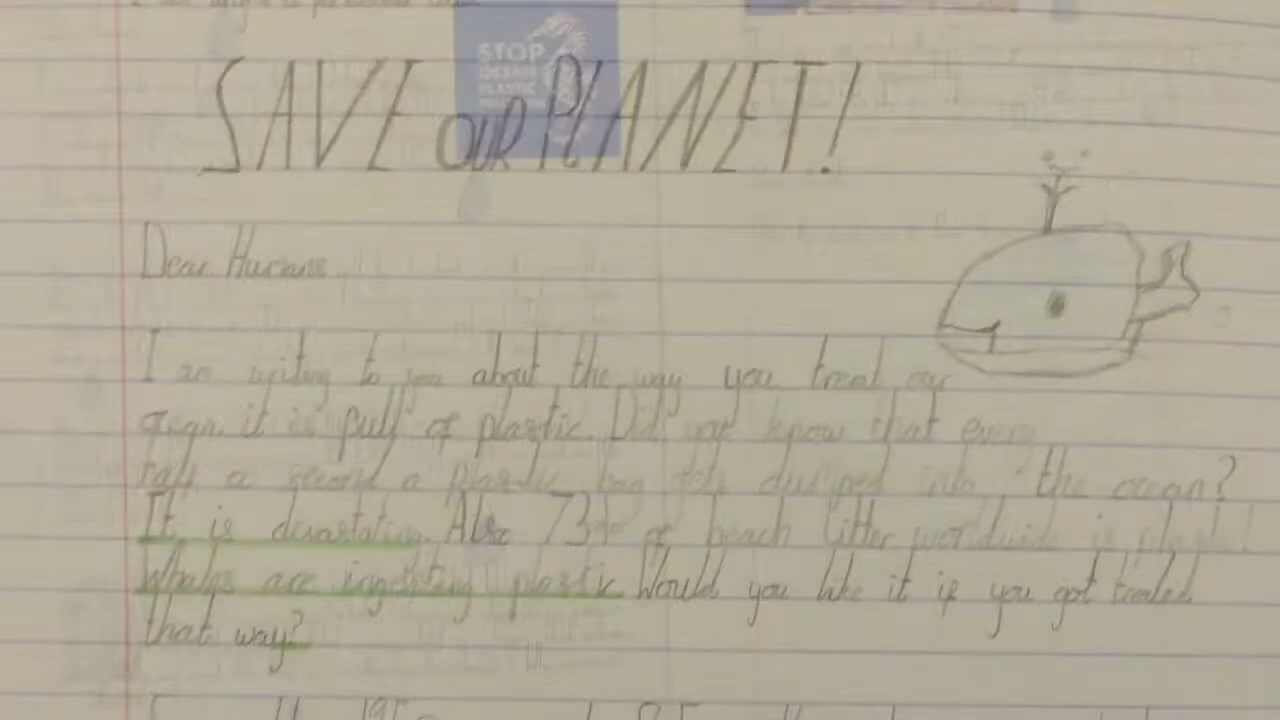 STOP
OCEAN
PLASTIC
SAVE OUR PLANET!
Dear Humans
I am writing to you about the way you treat our
ocean. it is full of plastic. Did you know that every
half a second a plastic bag gets dumped into the ocean?
It is devastating. Also 73% of beach litter worldwide is plastic!
Whales are ingesting plastic Would you like it if you got treated
that way?